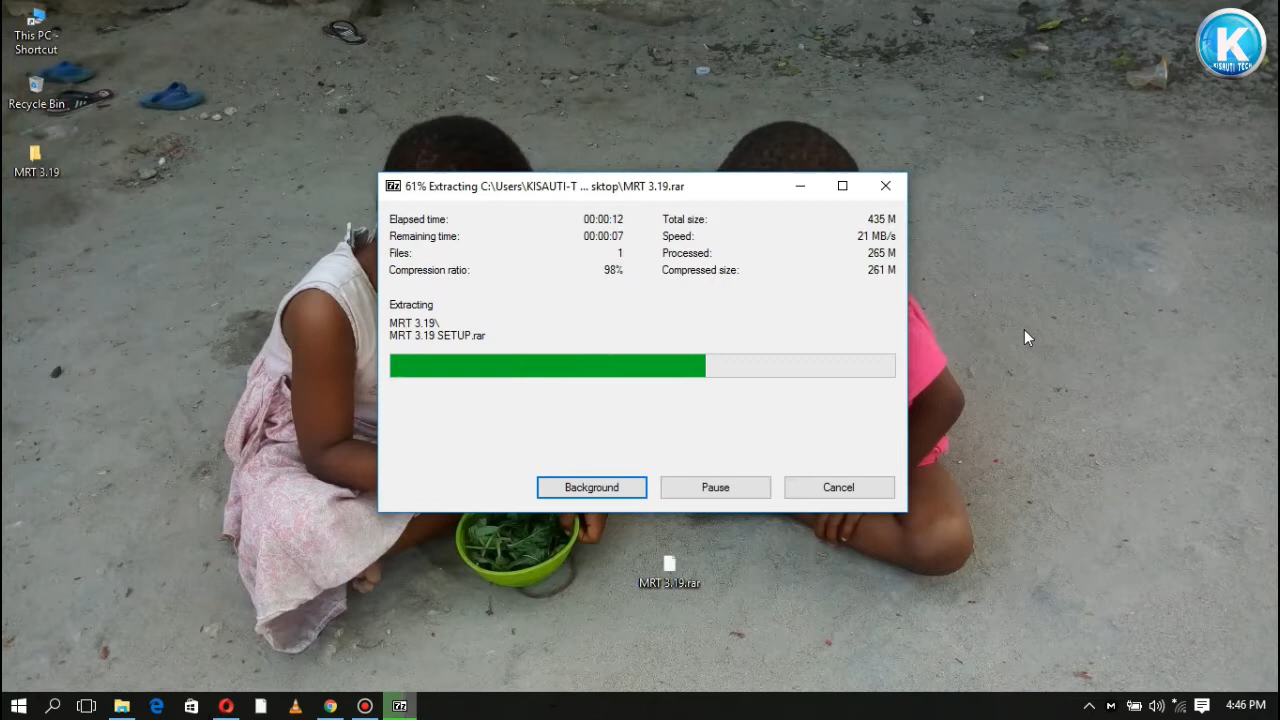 This PC -
Shortcut
Recycle Bin
MRT 3.19
K
KISAUTI TECH
7z 61% Extracting C:\Users\KISAUTI-T ... sktop\MRT 3.19.rar
Elapsed time: 00:00:12 Total size: 435 M
Remaining time: 00:00:07 Speed: 21 MB/s
Files: 1 Processed: 265 M
Compression ratio: 98% Compressed size: 261 M
Extracting
MRT 3.19\
MRT 3.19 SETUP.rar
Background Pause Cancel
MRT 3.19.rar
7z
4:46 PM